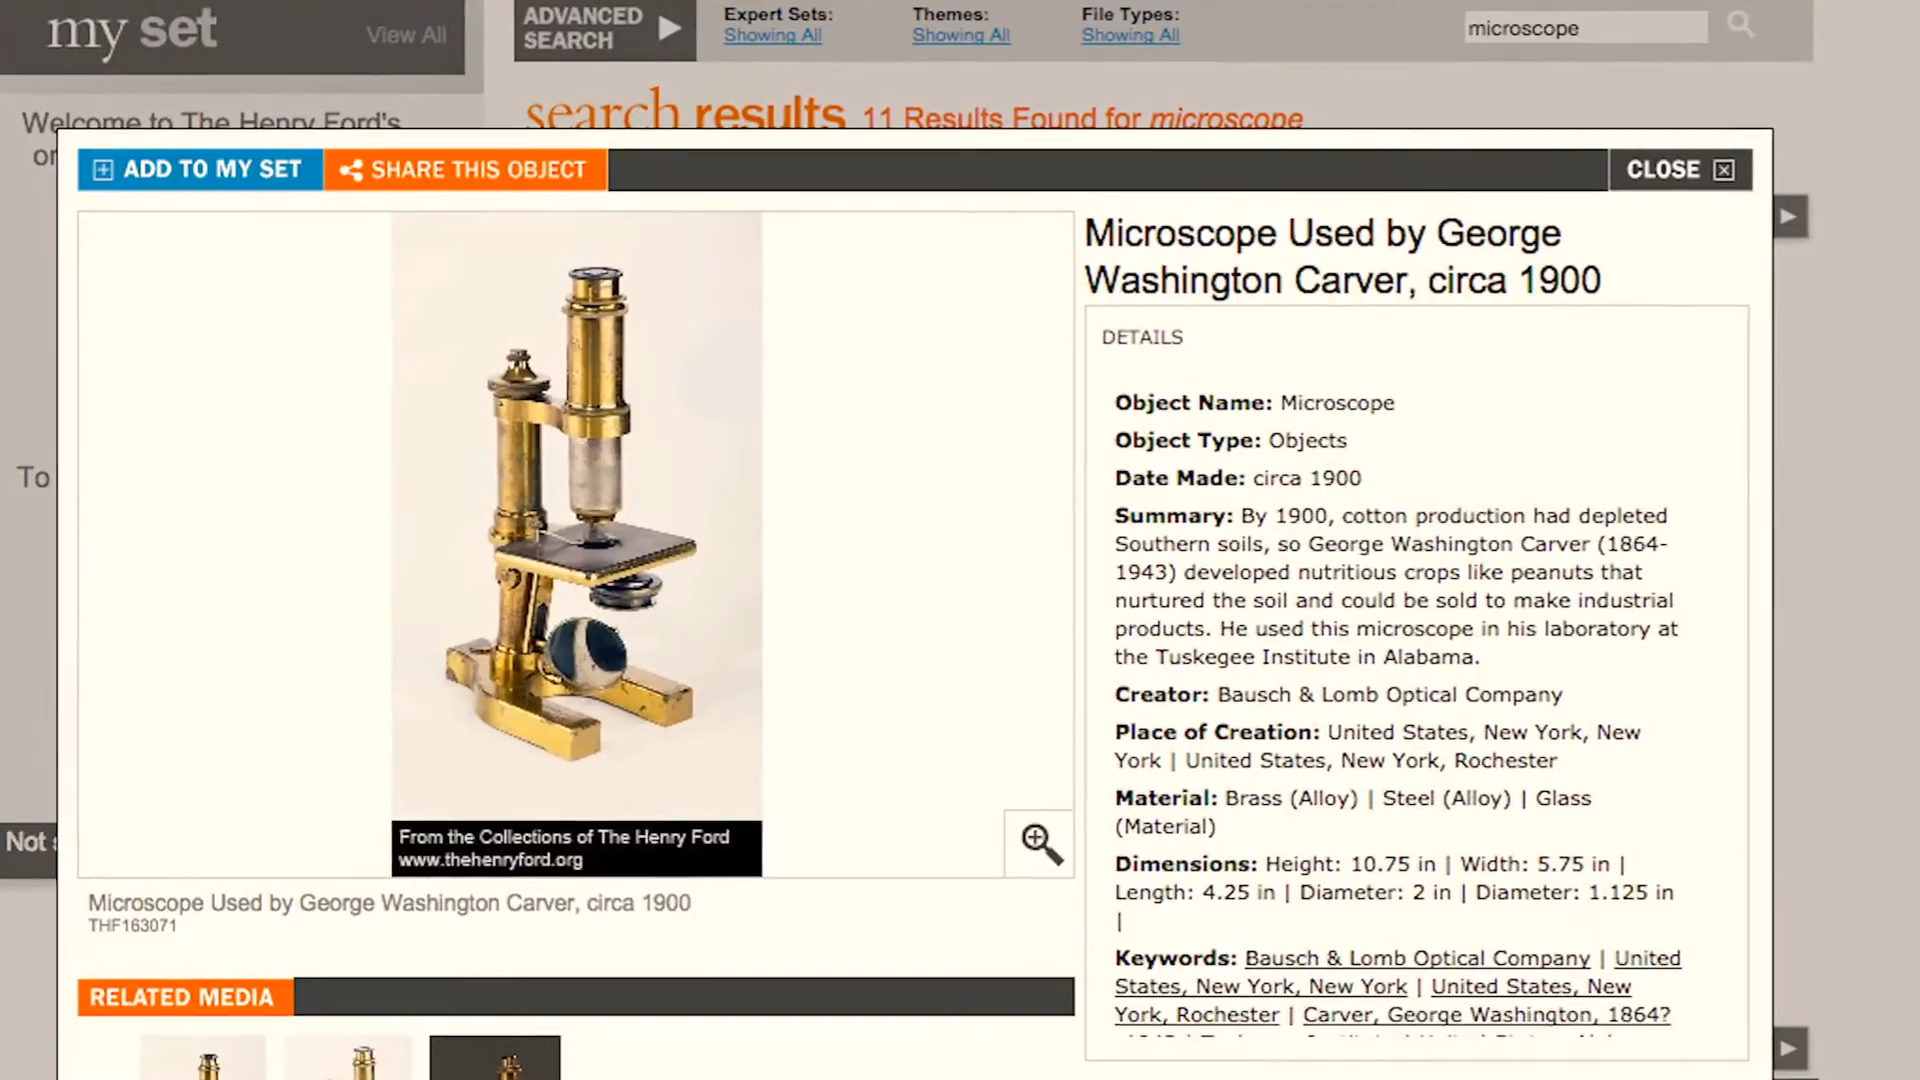 my set
View All
ADVANCED
SEARCH
Expert Sets:
Showing All
Themes:
Showing All
File Types:
Showing All
microscope
Welcome to The Henry Ford's
search results 11 Results Found for microscope
ADD TO MY SET
SHARE THIS OBJECT
CLOSE
To
Not
From the Collections of The Henry Ford
www.thehenryford.org
Microscope Used by George Washington Carver, circa 1900
THF163071
RELATED MEDIA
Microscope Used by George
Washington Carver, circa 1900
DETAILS
Object Name: Microscope
Object Type: Objects
Date Made: circa 1900
Summary: By 1900, cotton production had depleted
Southern soils, so George Washington Carver (1864-
1943) developed nutritious crops like peanuts that
nurtured the soil and could be sold to make industrial
products. He used this microscope in his laboratory at
the Tuskegee Institute in Alabama.
Creator: Bausch & Lomb Optical Company
Place of Creation: United States, New York, New
York | United States, New York, Rochester
Material: Brass (Alloy) | Steel (Alloy) | Glass
(Material)
Dimensions: Height: 10.75 in | Width: 5.75 in |
Length: 4.25 in | Diameter: 2 in | Diameter: 1.125 in
|
Keywords: Bausch & Lomb Optical Company | United
States, New York, New York | United States, New
York, Rochester | Carver, George Washington, 1864?